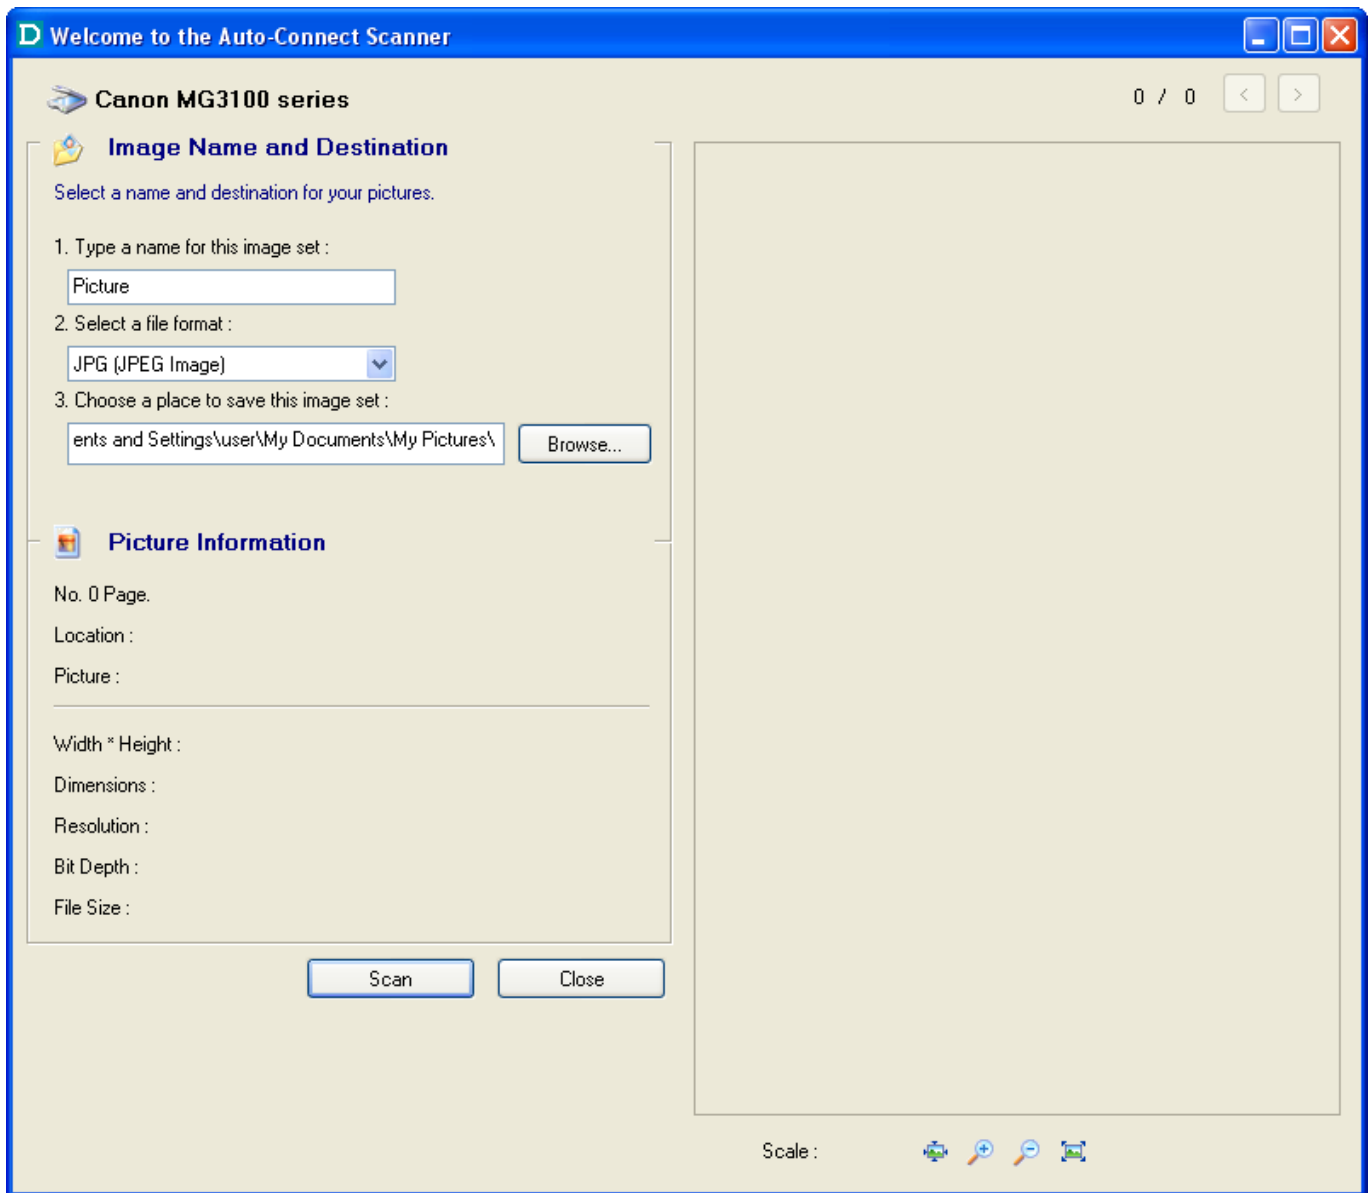 D Welcome to the Auto-Connect Scanner
Canon MG3100 series
0 / 0 < >
Image Name and Destination
Select a name and destination for your pictures.
1. Type a name for this image set :
Picture
2. Select a file format :
JPG (JPEG Image)
3. Choose a place to save this image set :
ents and Settings\user\My Documents\My Pictures\
Browse...
Picture Information
No. 0 Page.
Location :
Picture :
Width * Height :
Dimensions :
Resolution :
Bit Depth :
File Size :
Scan Close
Scale :